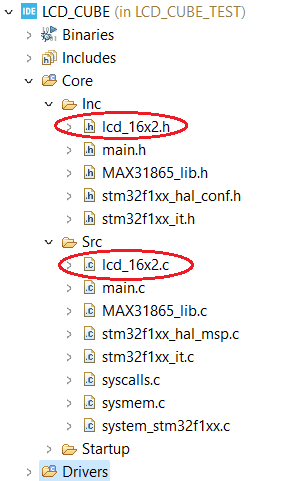 IDE LCD_CUBE (in LCD_CUBE_TEST)
Binaries
Includes
Core
Inc
.h lcd_16x2.h
.h main.h
.h MAX31865_lib.h
.h stm32f1xx_hal_conf.h
.h stm32f1xx_it.h
Src
.c lcd_16x2.c
.c main.c
.c MAX31865_lib.c
.c stm32f1xx_hal_msp.c
.c stm32f1xx_it.c
.c syscalls.c
.c sysmem.c
.c system_stm32f1xx.c
Startup
Drivers